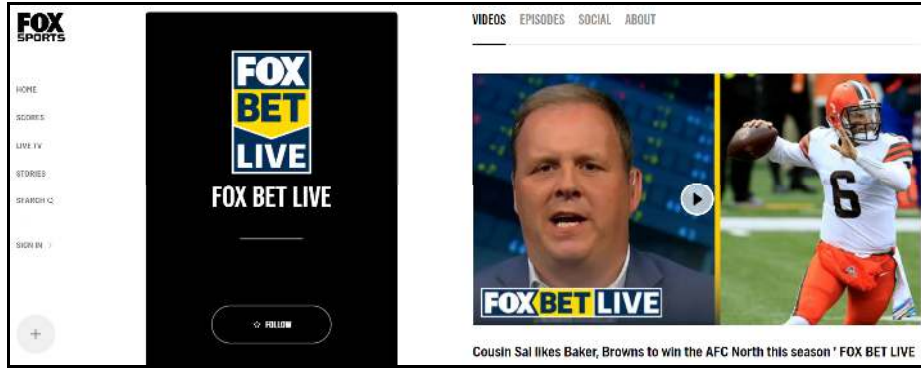 FOX
SPORTS
HOME
SCORES
LIVE TV
STORIES
SEARCH
SIGN IN
FOX
BET
LIVE
FOX BET LIVE
☆ FOLLOW
VIDEOS EPISODES SOCIAL ABOUT
FOX BET LIVE
6
Cousin Sal likes Baker, Browns to win the AFC North this season ' FOX BET LIVE